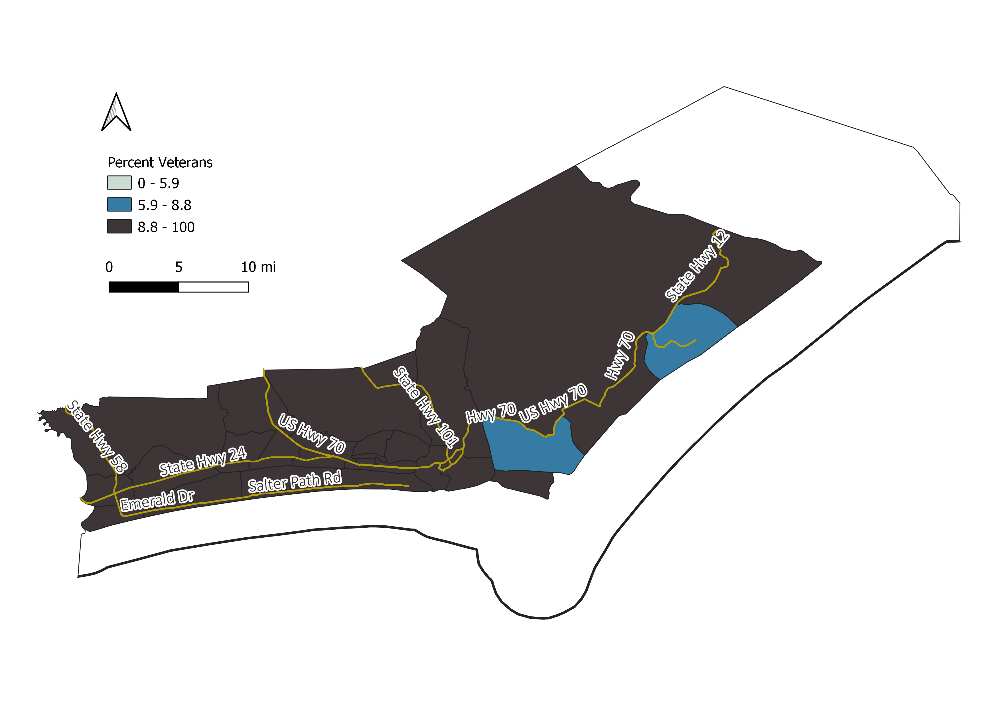 Percent Veterans
0 - 5.9
5.9 - 8.8
8.8 - 100
0 5 10 mi
State Hwy 12
Hwy 70
US Hwy 70
Hwy 70
State Hwy 101
US Hwy 70
State Hwy 58
State Hwy 24
Salter Path Rd
Emerald Dr